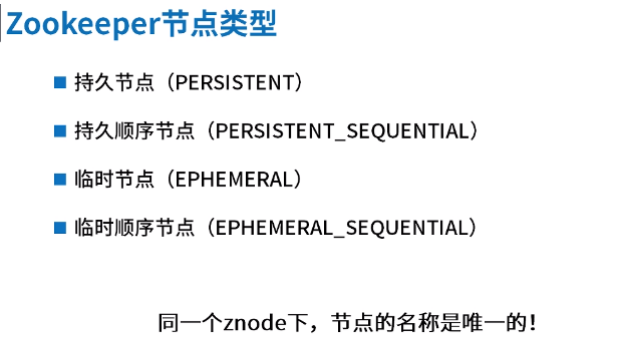 Zookeeper节点类型
持久节点（PERSISTENT）
持久顺序节点（PERSISTENT_SEQUENTIAL）
临时节点（EPHEMERAL）
临时顺序节点（EPHEMERAL_SEQUENTIAL）
同一个znode下，节点的名称是唯一的！